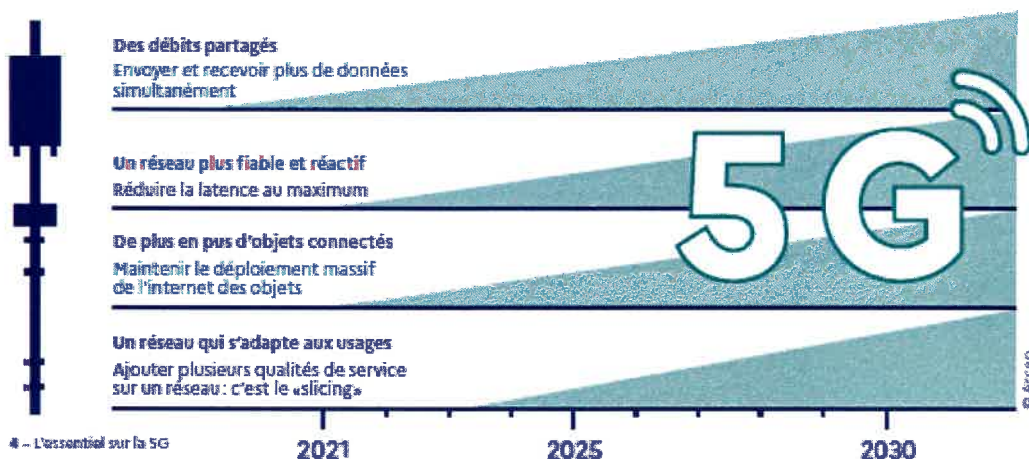 Des débits partagés
Envoyer et recevoir plus de données
simultanément
Un réseau plus fiable et réactif
Réduire la latence au maximum
De plus en pus d'objets connectés
Maintenir le déploiement massif
de l'internet des objets
Un réseau qui s'adapte aux usages
Ajouter plusieurs qualités de service
sur un réseau : c'est le «slicing»
5G
2021
2025
2030
4 – L'essentiel sur la 5G